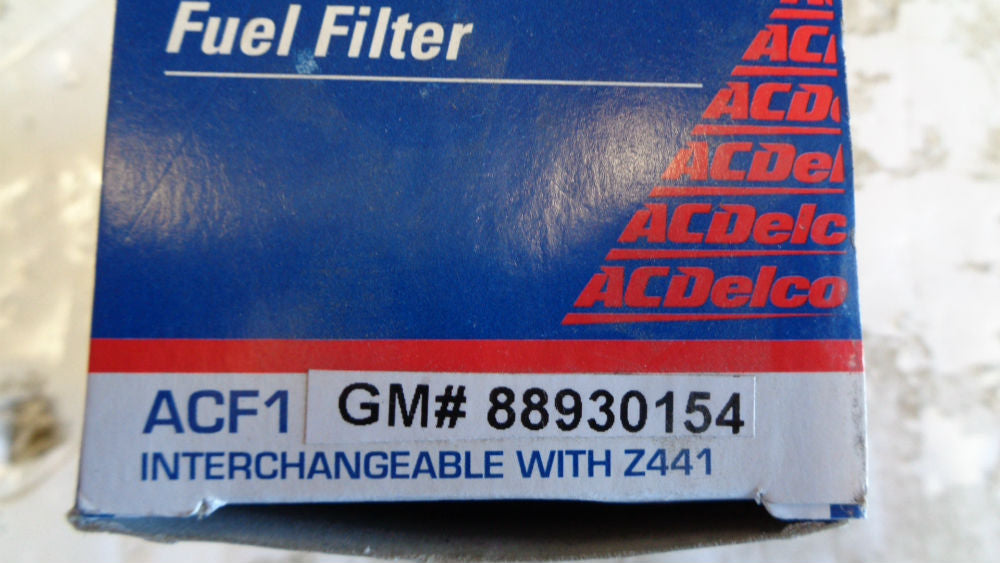 Fuel Filter
ACDelco
ACF1 GM# 88930154
INTERCHANGEABLE WITH Z441